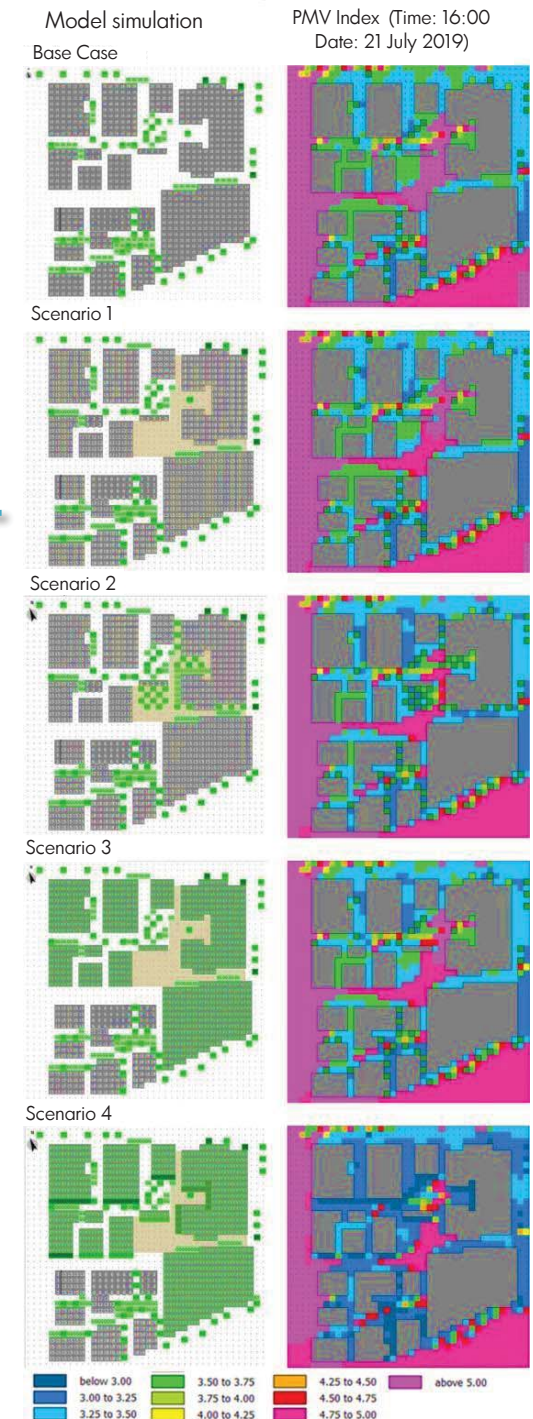 Model simulation
PMV Index (Time: 16:00
Date: 21 July 2019)
Base Case
Scenario 1
Scenario 2
Scenario 3
Scenario 4
below 3.00
3.00 to 3.25
3.25 to 3.50
3.50 to 3.75
3.75 to 4.00
4.00 to 4.25
4.25 to 4.50
4.50 to 4.75
4.75 to 5.00
above 5.00